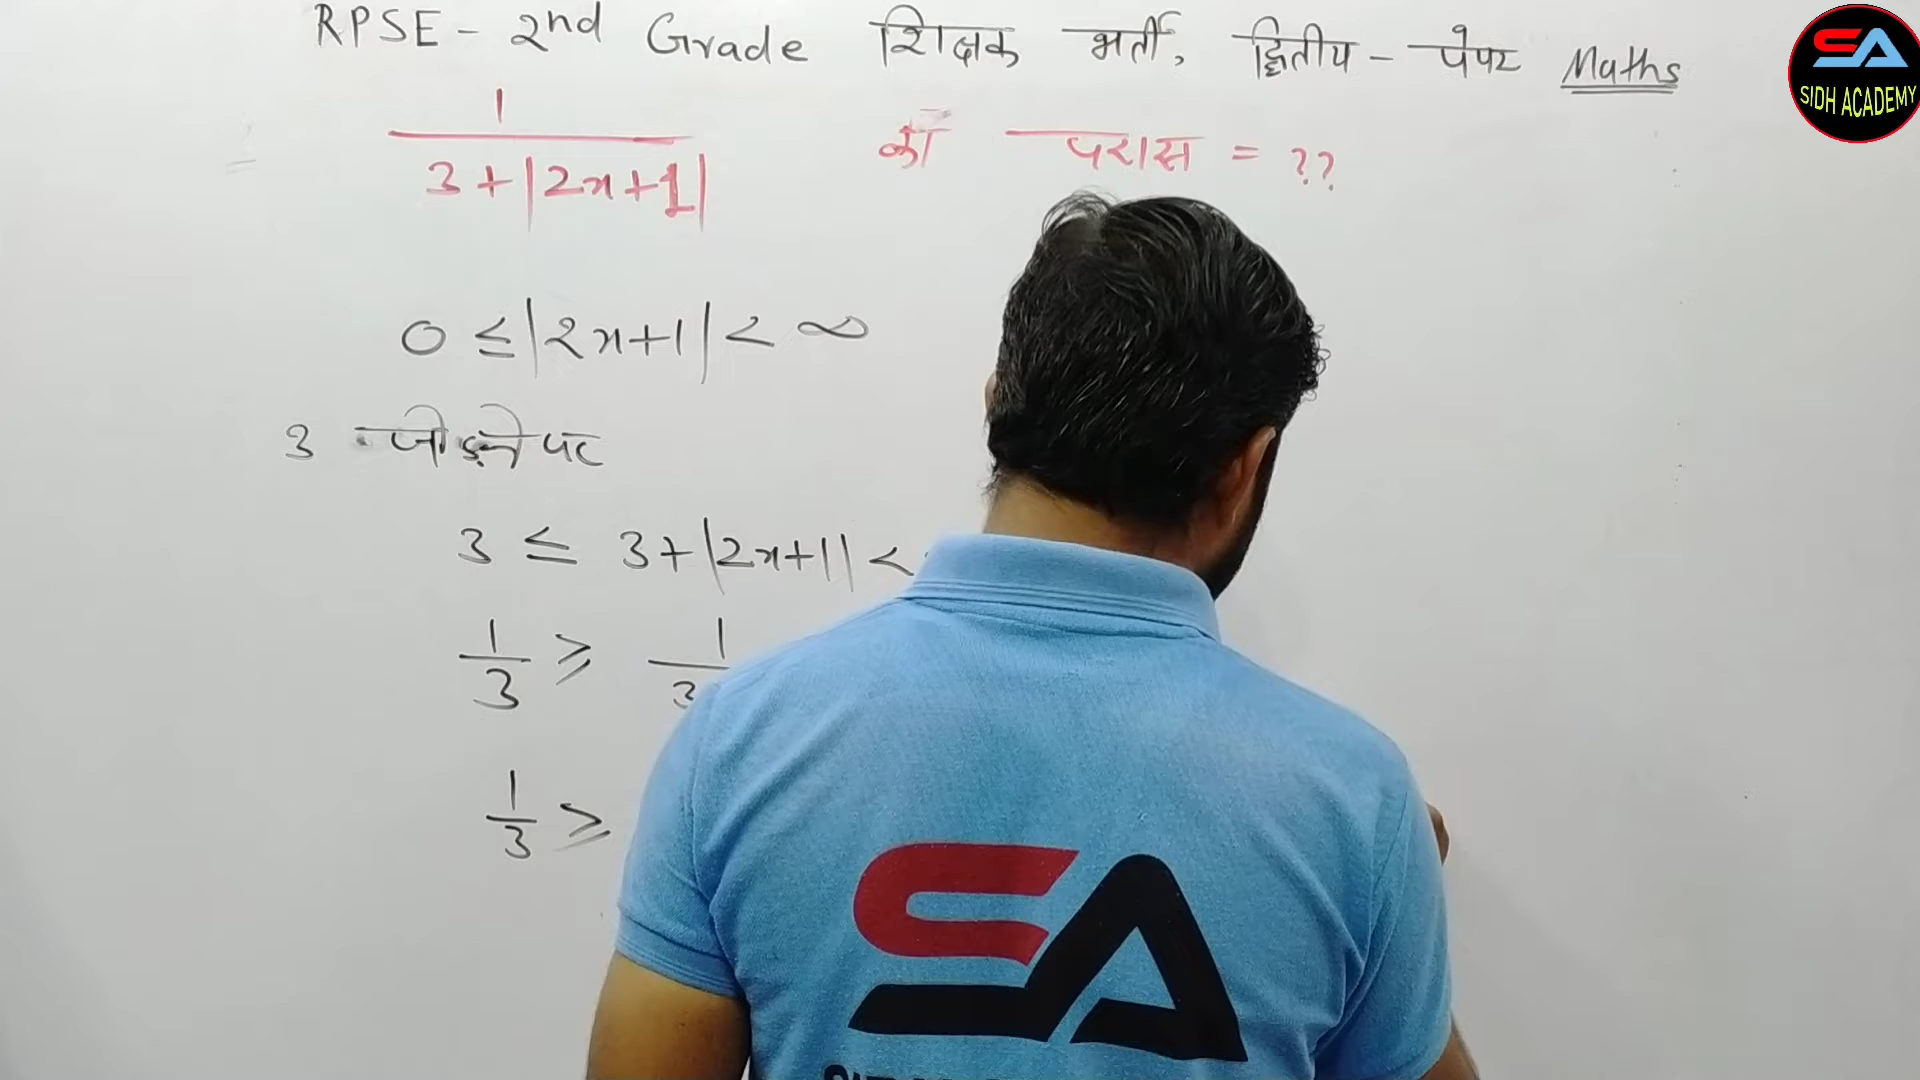 RPSE - 2nd Grade शिक्षक भर्ती, द्वितीय - पेपर Maths
SA
SIDH ACADEMY
1
3+|2x+1|
का परास = ??
0 ≤ |2x+1| < ∞
3 जोड़ने पर
3 ≤ 3+|2x+1| <
1/3 ≥ 1/3
1/3 ≥
SA